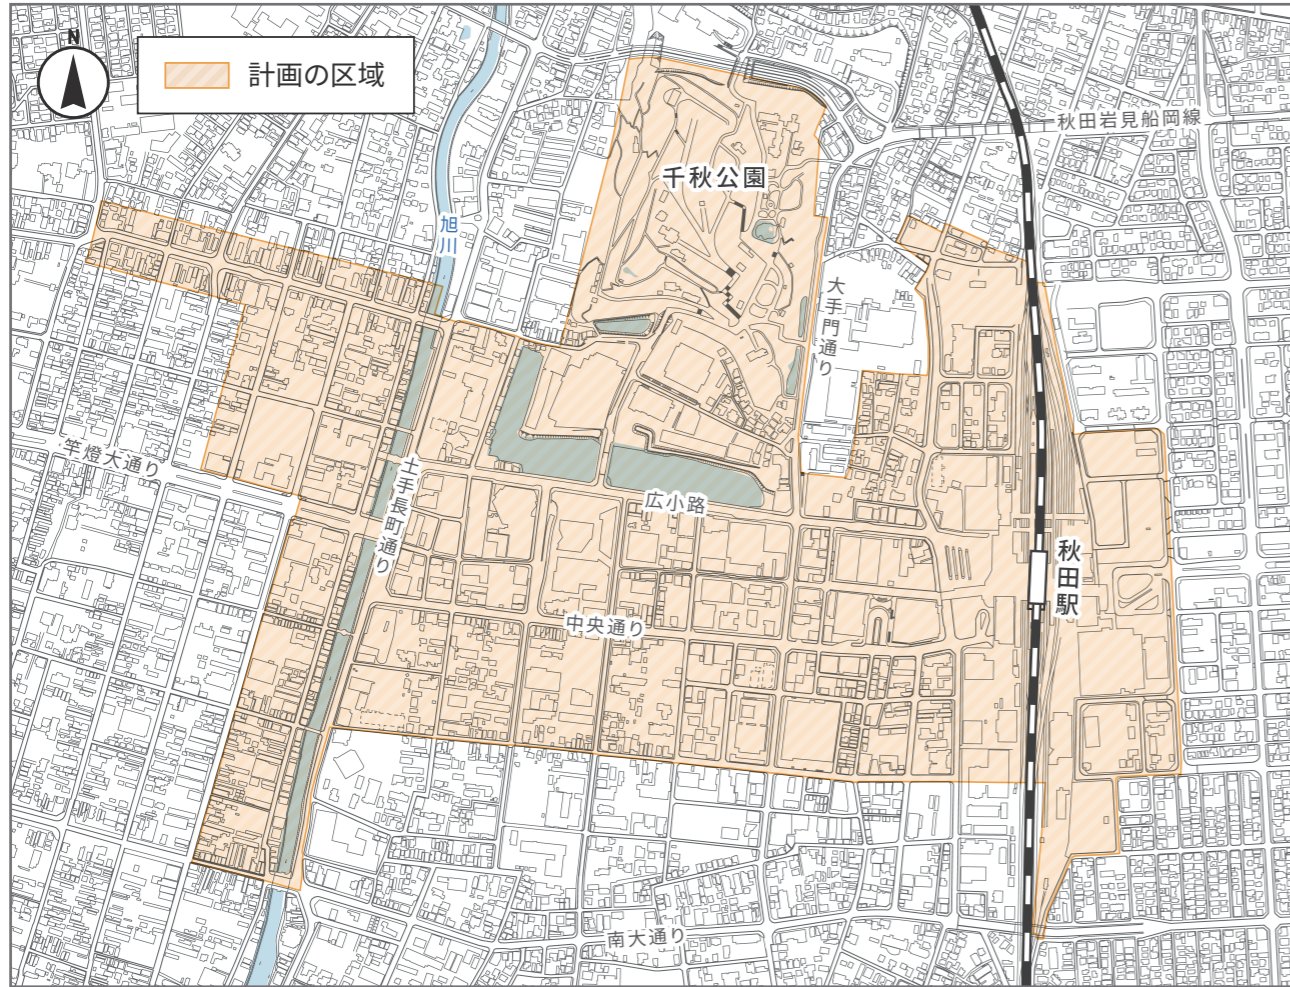 N
計画の区域
秋田岩見船岡線
千秋公園
旭川
大手門通り
竿燈大通り
土手長町通り
広小路
秋田駅
中央通り
南大通り